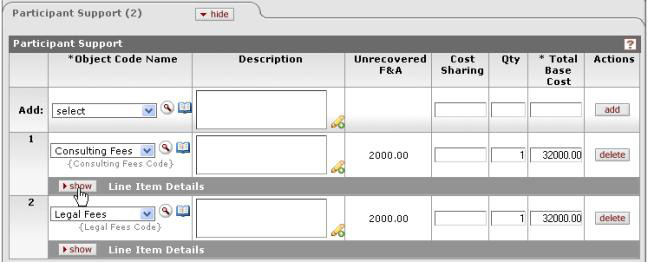 Participant Support (2) hide
Participant Support ?
*Object Code Name Description Unrecovered F&A Cost Sharing Qty * Total Base Cost Actions
Add: select add
1 Consulting Fees 2000.00 1 32000.00 delete
{Consulting Fees Code}
show Line Item Details
2 Legal Fees 2000.00 1 32000.00 delete
{Legal Fees Code}
show Line Item Details